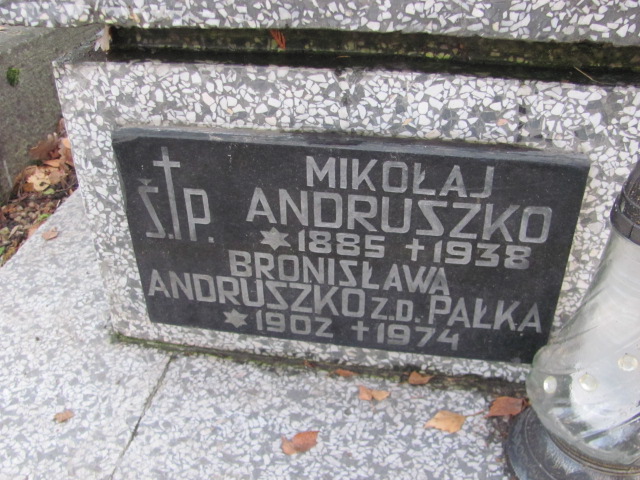 Ś.†P.
MIKOŁAJ
ANDRUSZKO
*1885 †1938
BRONISŁAWA
ANDRUSZKO Z.D. PAŁKA
*1902 †1974